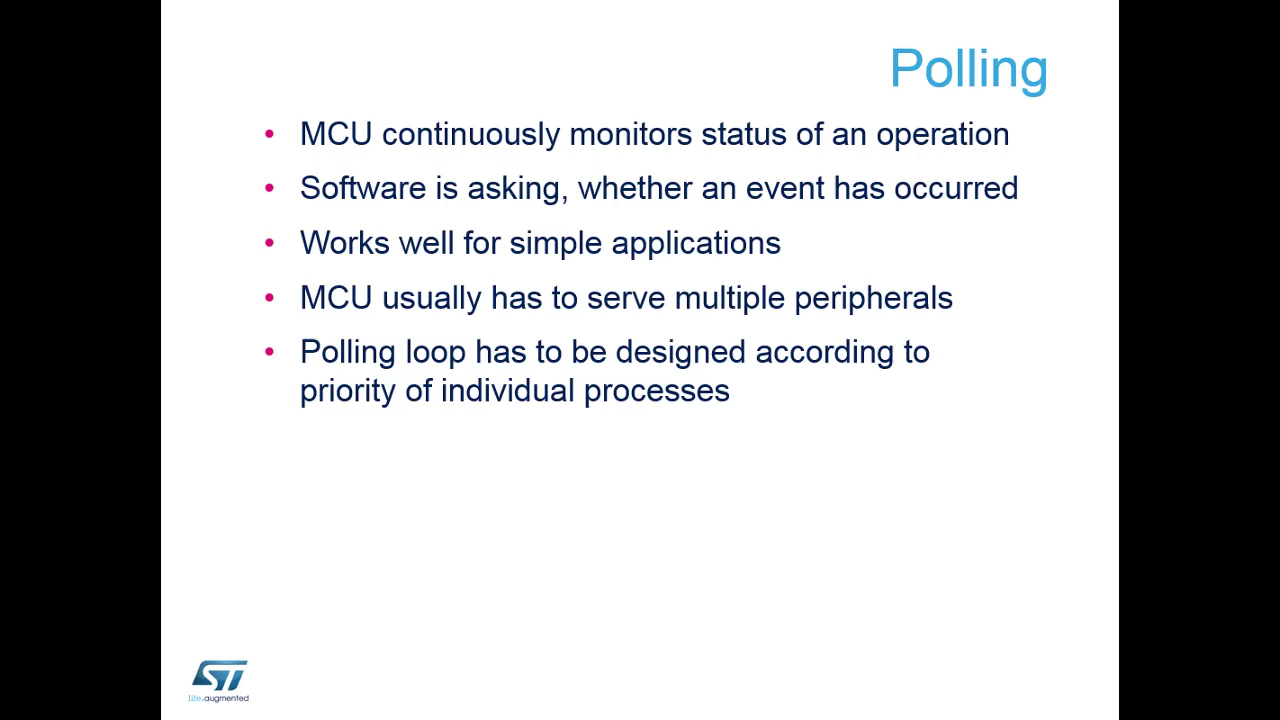 Polling
• MCU continuously monitors status of an operation
• Software is asking, whether an event has occurred
• Works well for simple applications
• MCU usually has to serve multiple peripherals
• Polling loop has to be designed according to
priority of individual processes
ST
life.augmented